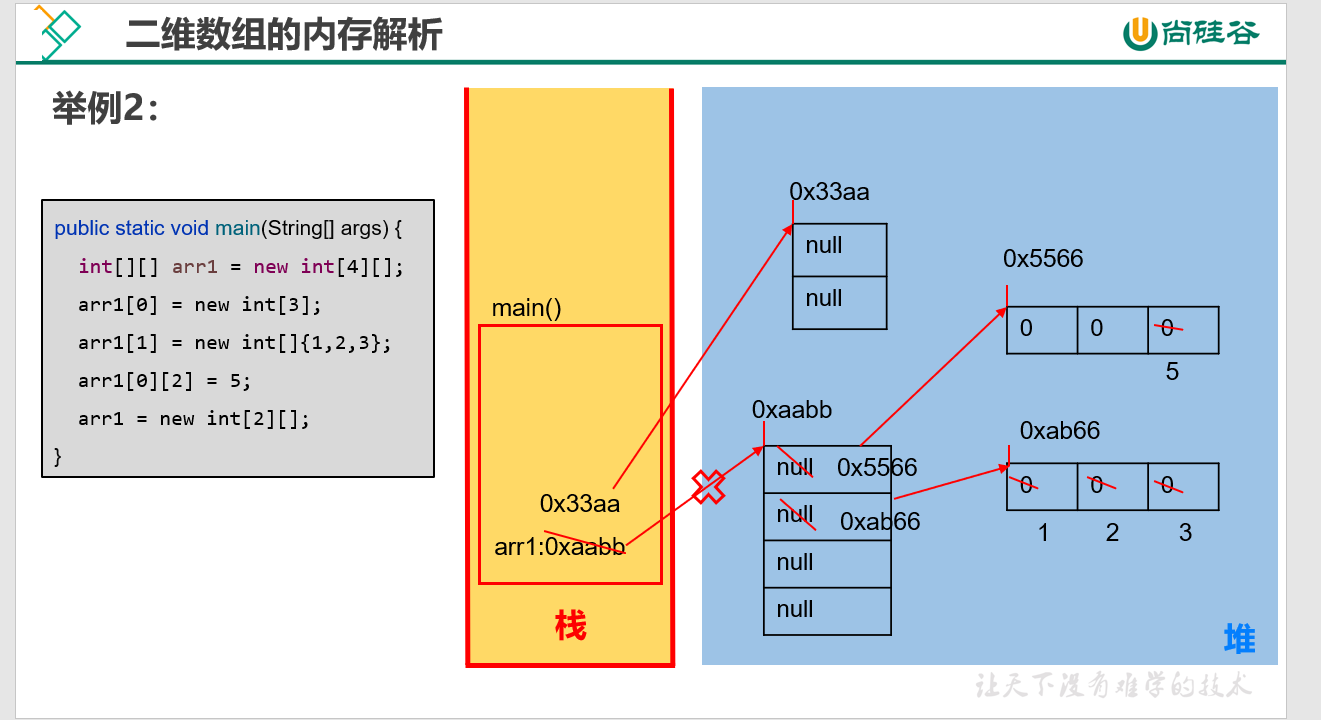 二维数组的内存解析
尚硅谷
举例2：
public static void main(String[] args) {
int[][] arr1 = new int[4][];
arr1[0] = new int[3];
arr1[1] = new int[]{1,2,3};
arr1[0][2] = 5;
arr1 = new int[2][];
}
main()
0x33aa
arr1:0xaabb
栈
0x33aa
null
null
0xaabb
null 0x5566
null 0xab66
null
null
0x5566
0 0 0
5
0xab66
0 0 0
1 2 3
堆
让天下没有难学的技术